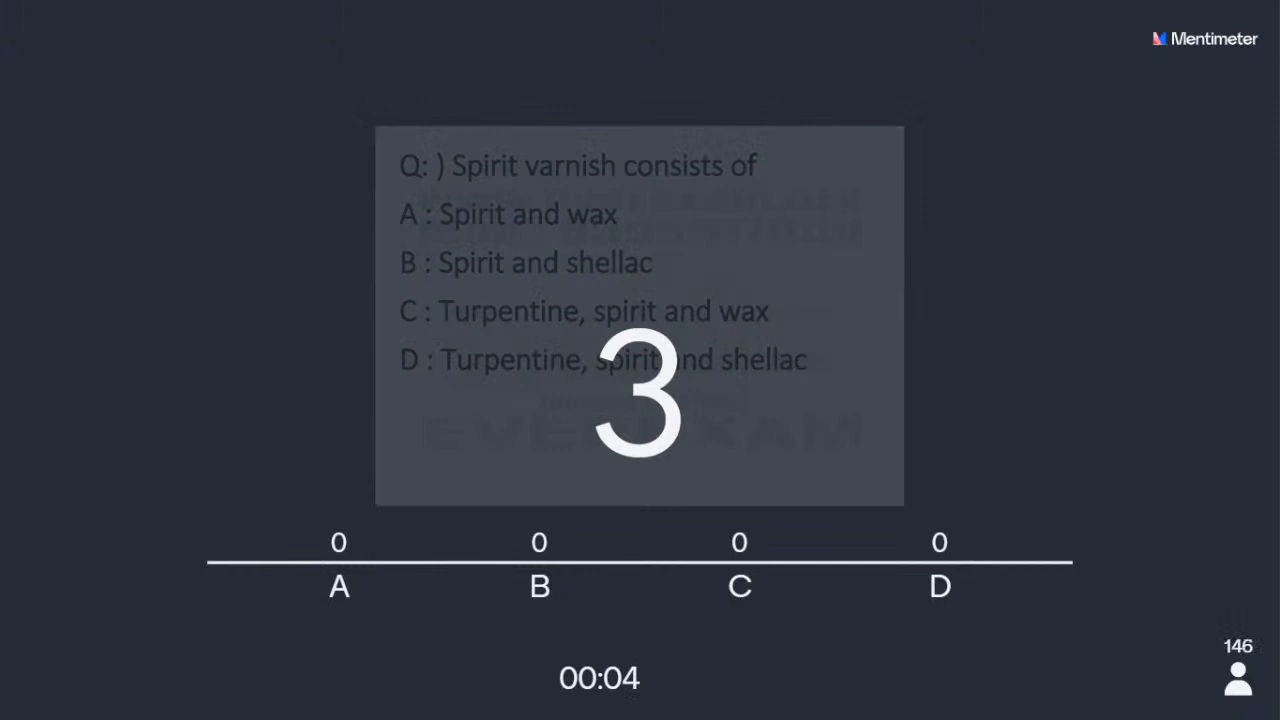 Mentimeter
Q: ) Spirit varnish consists of
A : Spirit and wax
B : Spirit and shellac
C : Turpentine, spirit and wax
D : Turpentine, spirit and shellac
3
0 0 0 0
A B C D
146
00:04